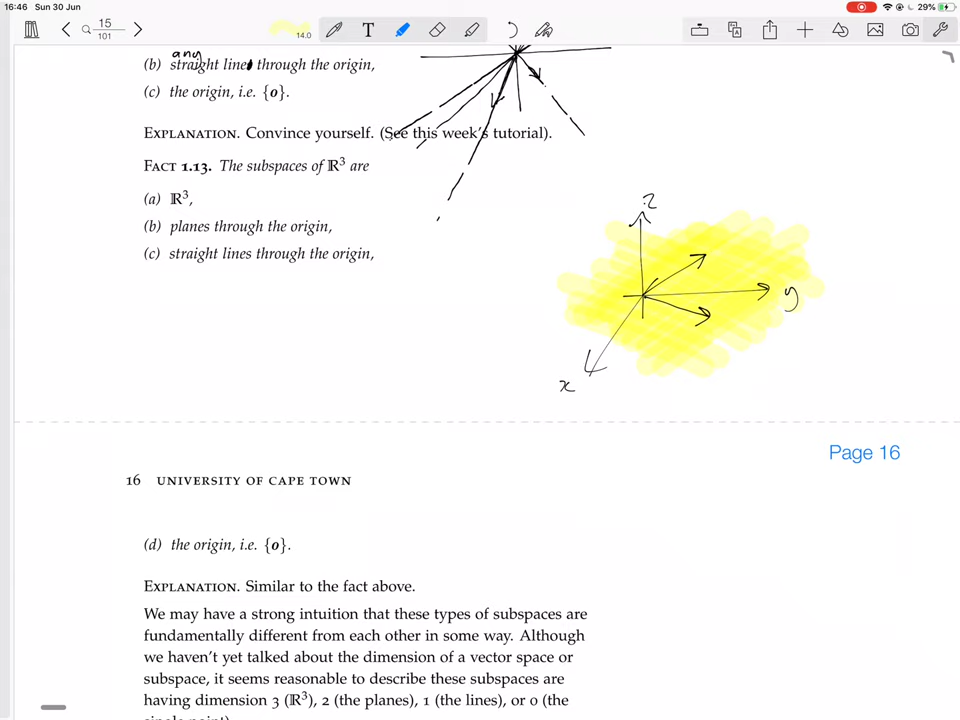 16:46 Sun 30 Jun
29%
15
101
14.0
T
any
(b) straight lines through the origin,
(c) the origin, i.e. {o}.
EXPLANATION. Convince yourself. (See this week's tutorial).
FACT 1.13. The subspaces of ℝ³ are
(a) ℝ³,
(b) planes through the origin,
(c) straight lines through the origin,
z
y
x
Page 16
16 UNIVERSITY OF CAPE TOWN
(d) the origin, i.e. {o}.
EXPLANATION. Similar to the fact above.
We may have a strong intuition that these types of subspaces are
fundamentally different from each other in some way. Although
we haven't yet talked about the dimension of a vector space or
subspace, it seems reasonable to describe these subspaces are
having dimension 3 (ℝ³), 2 (the planes), 1 (the lines), or 0 (the
single point)